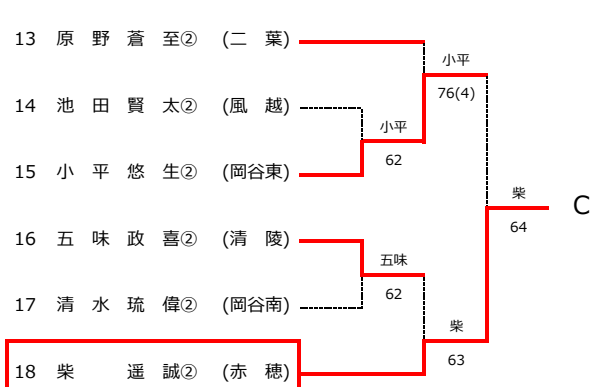 13 原 野 蒼 至② (二 葉)
小平
76(4)
14 池 田 賢 太② (風 越)
小平
62
15 小 平 悠 生② (岡谷東)
柴
C
64
16 五 味 政 喜② (清 陵)
五味
62
17 清 水 琉 偉② (岡谷南)
柴
63
18 柴 遥 誠② (赤 穂)